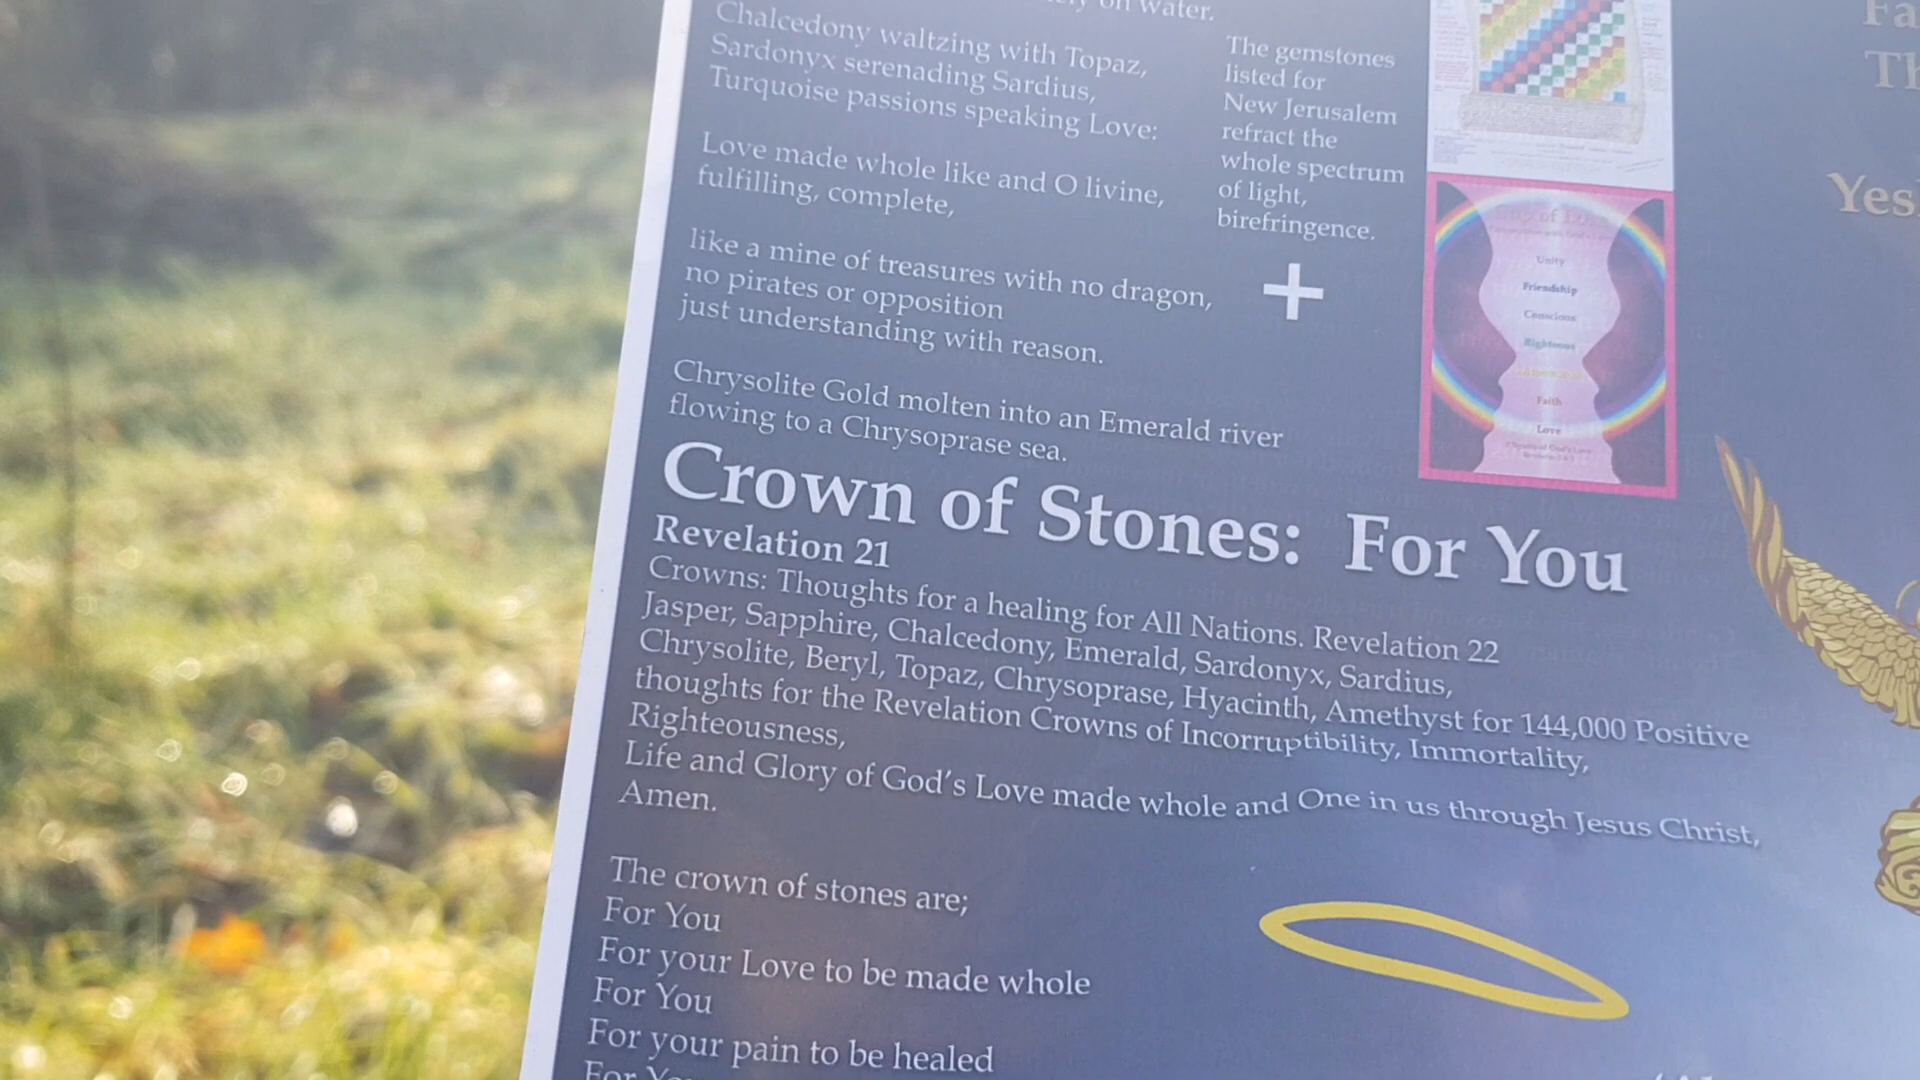 on water.
Chalcedony waltzing with Topaz,
Sardonyx serenading Sardius,
Turquoise passions speaking Love:
Love made whole like and O livine,
fulfilling, complete,
like a mine of treasures with no dragon,
no pirates or opposition
just understanding with reason.
Chrysolite Gold molten into an Emerald river
flowing to a Chrysoprase sea.
The gemstones
listed for
New Jerusalem
refract the
whole spectrum
of light,
birefringence.
+
Unity
Friendship
Conscious
Righteous
Faith
Love
Crown of Stones: For You
Revelation 21
Crowns: Thoughts for a healing for All Nations. Revelation 22
Jasper, Sapphire, Chalcedony, Emerald, Sardonyx, Sardius,
Chrysolite, Beryl, Topaz, Chrysoprase, Hyacinth, Amethyst for 144,000 Positive
thoughts for the Revelation Crowns of Incorruptibility, Immortality,
Righteousness,
Life and Glory of God's Love made whole and One in us through Jesus Christ,
Amen.
The crown of stones are;
For You
For your Love to be made whole
For You
For your pain to be healed
For